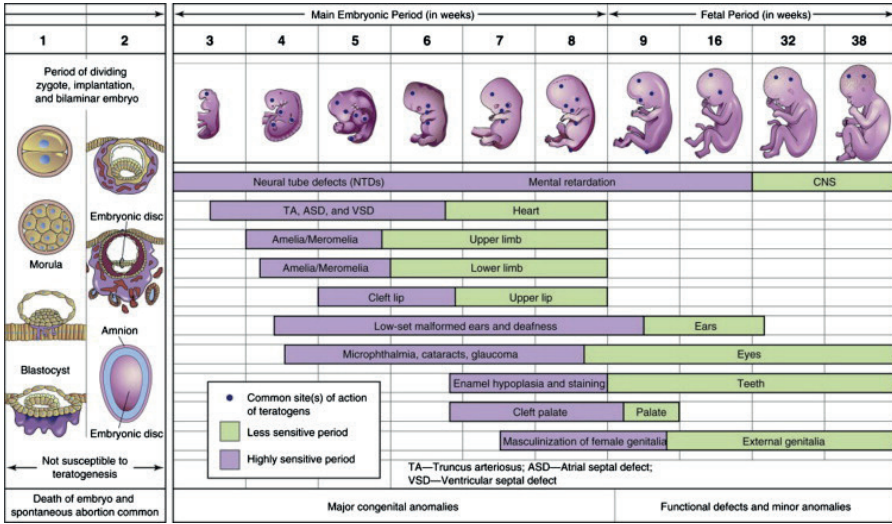 Main Embryonic Period (in weeks)
Fetal Period (in weeks)
1
2
3
4
5
6
7
8
9
16
32
38
Period of dividing
zygote, implantation,
and bilaminar embryo
Embryonic disc
Morula
Amnion
Blastocyst
Embryonic disc
Not susceptible to
teratogenesis
Death of embryo and
spontaneous abortion common
Neural tube defects (NTDs)
Mental retardation
CNS
TA, ASD, and VSD
Heart
Amelia/Meromelia
Upper limb
Amelia/Meromelia
Lower limb
Cleft lip
Upper lip
Low-set malformed ears and deafness
Ears
Microphthalmia, cataracts, glaucoma
Eyes
Enamel hypoplasia and staining
Teeth
Cleft palate
Palate
Masculinization of female genitalia
External genitalia
Common site(s) of action
of teratogens
Less sensitive period
Highly sensitive period
TA—Truncus arteriosus; ASD—Atrial septal defect;
VSD—Ventricular septal defect
Major congenital anomalies
Functional defects and minor anomalies